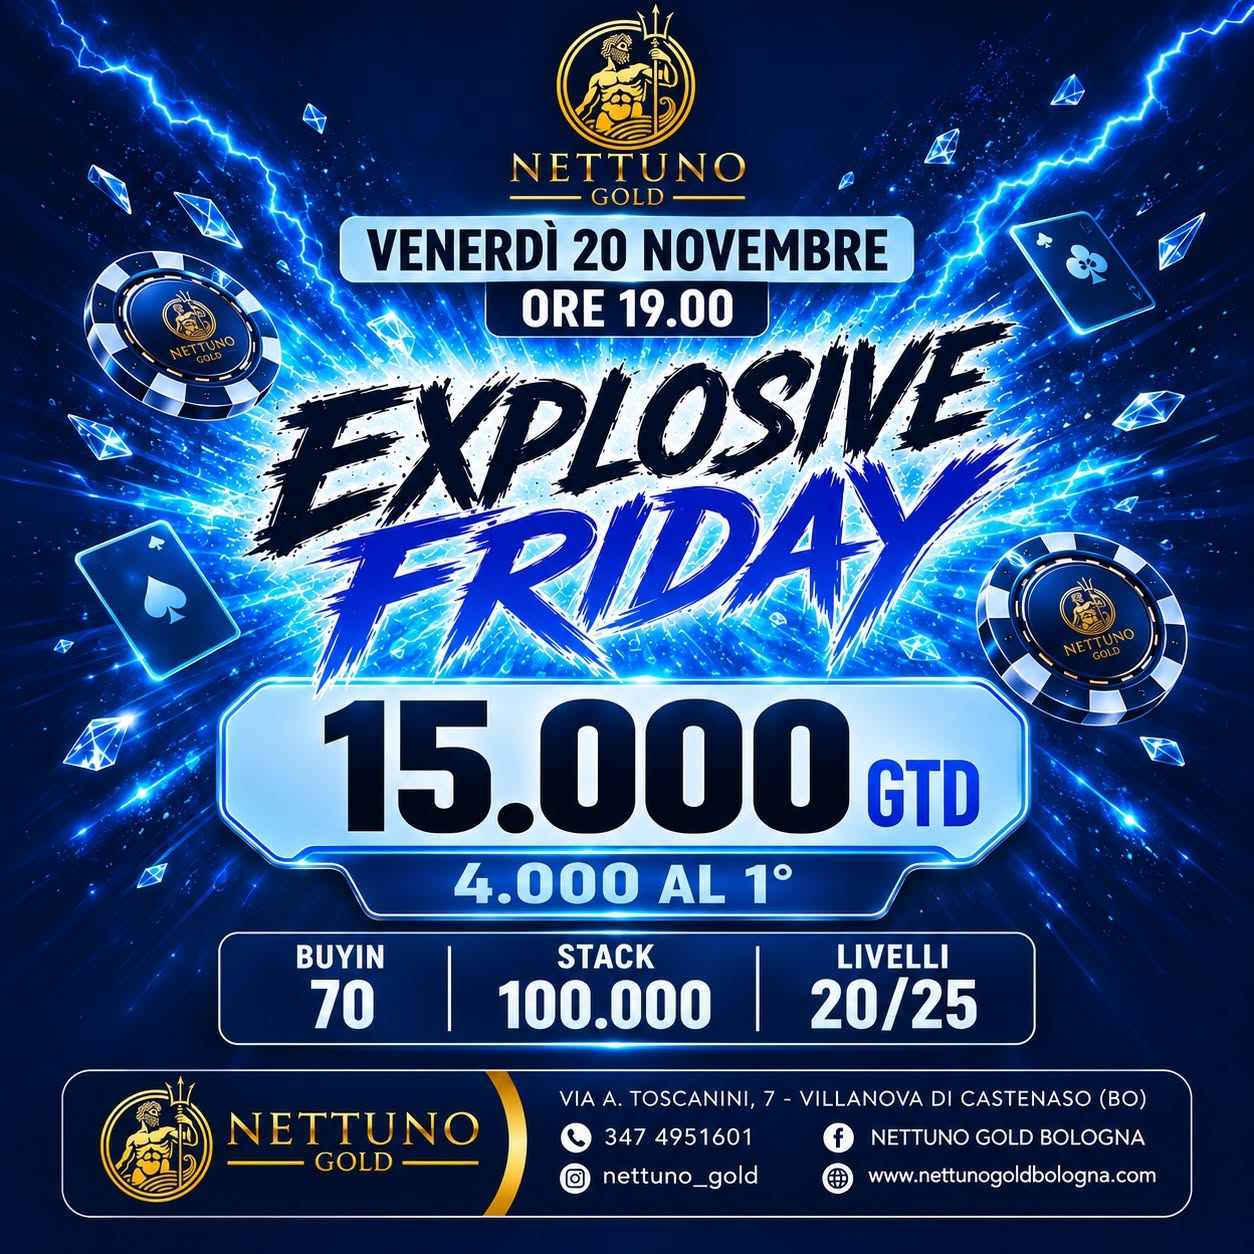 NETTUNO
GOLD
VENERDÌ 20 NOVEMBRE
ORE 19.00
EXPLOSIVE
FRIDAY
NETTUNO
GOLD
NETTUNO
GOLD
15.000 GTD
4.000 AL 1°
BUYIN
70
STACK
100.000
LIVELLI
20/25
NETTUNO
GOLD
VIA A. TOSCANINI, 7 - VILLANOVA DI CASTENASO (BO)
347 4951601
NETTUNO GOLD BOLOGNA
nettuno_gold
www.nettunogoldbologna.com